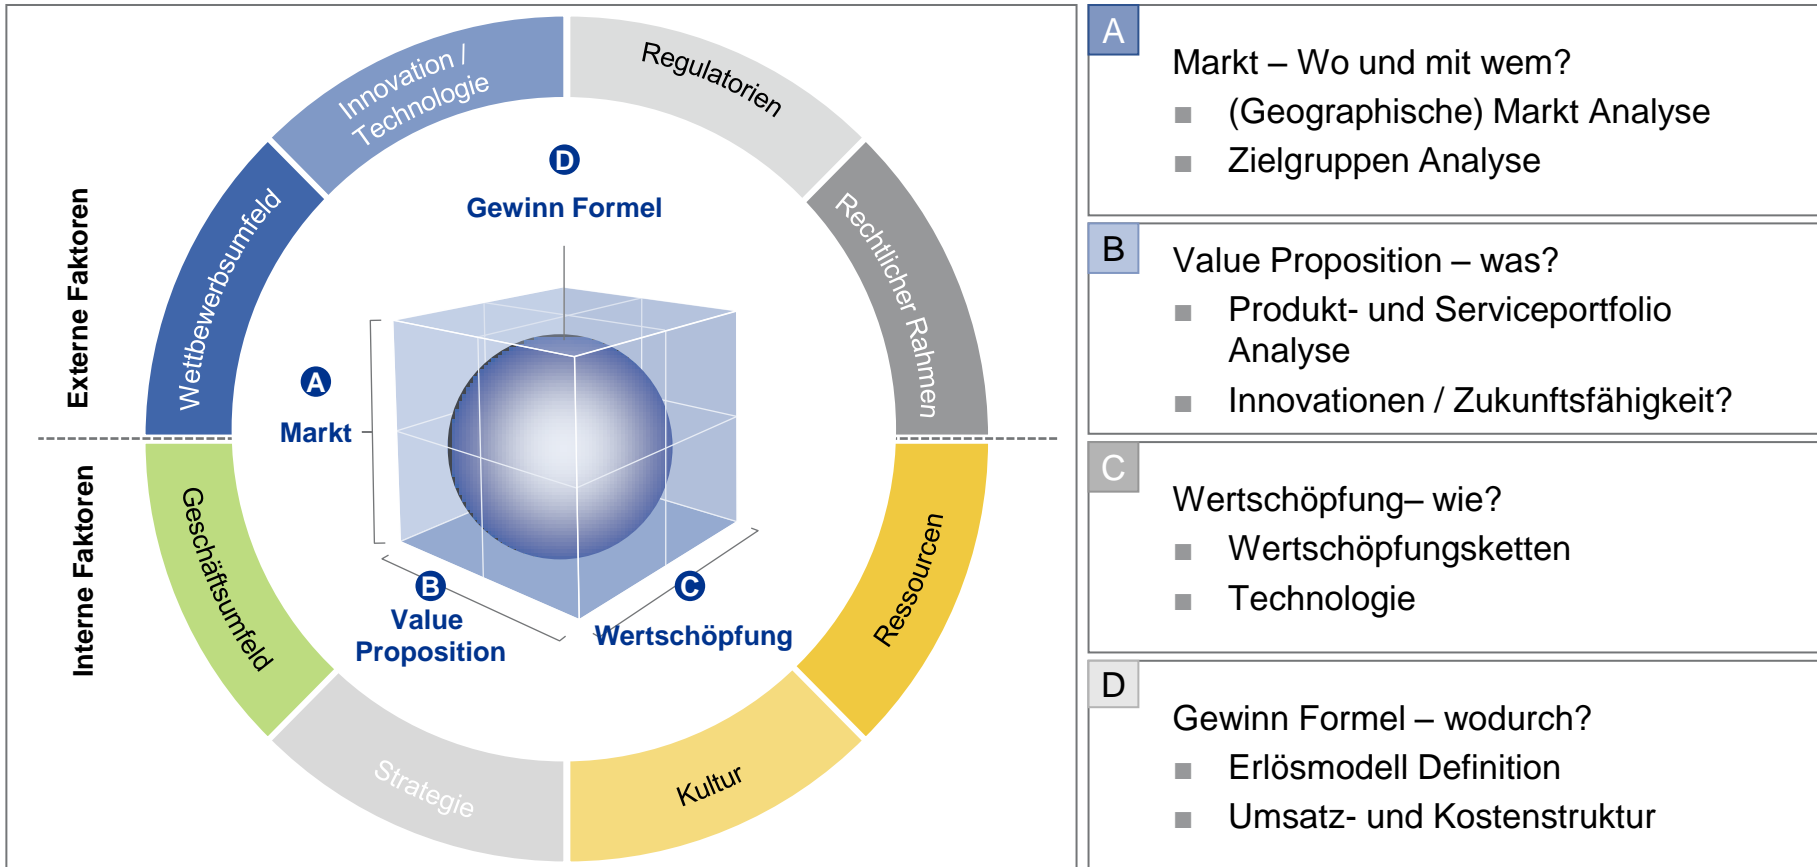 Externe Faktoren
Interne Faktoren
Innovation /
Technologie
Regulatorien
Wettbewerbsumfeld
Rechtlicher Rahmen
Geschäftsumfeld
Ressourcen
Strategie
Kultur
D
Gewinn Formel
A
Markt
B
Value
Proposition
C
Wertschöpfung
A
Markt – Wo und mit wem?
■ (Geographische) Markt Analyse
■ Zielgruppen Analyse
B
Value Proposition – was?
■ Produkt- und Serviceportfolio
Analyse
■ Innovationen / Zukunftsfähigkeit?
C
Wertschöpfung– wie?
■ Wertschöpfungsketten
■ Technologie
D
Gewinn Formel – wodurch?
■ Erlösmodell Definition
■ Umsatz- und Kostenstruktur